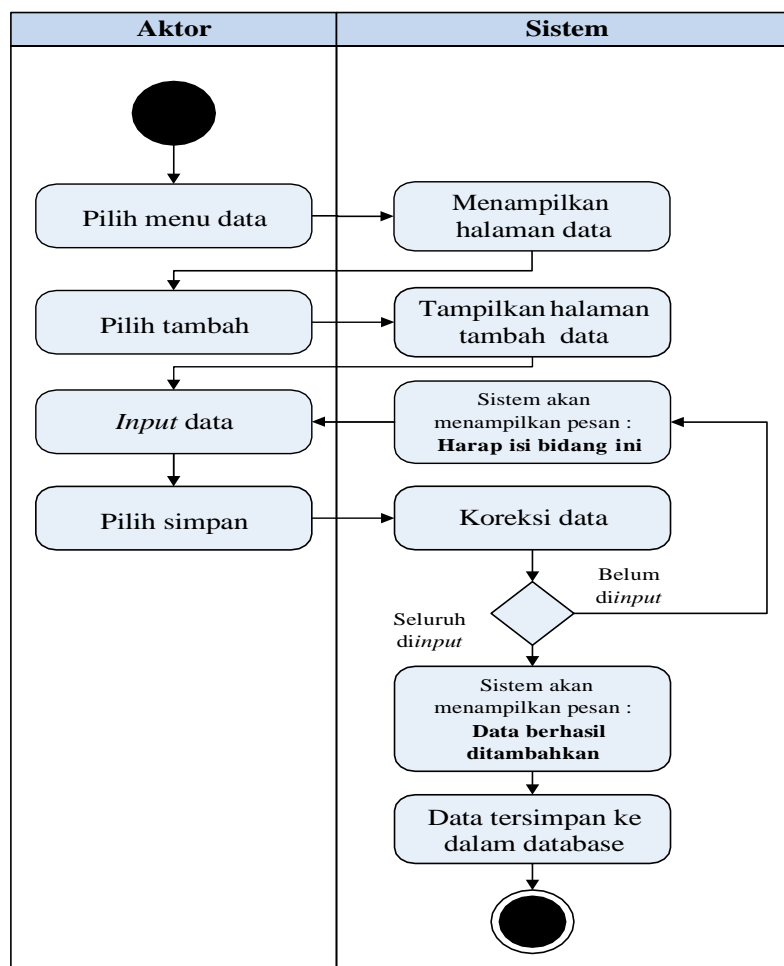 Aktor
Sistem
Pilih menu data
Menampilkan
halaman data
Pilih tambah
Tampilkan halaman
tambah data
Input data
Sistem akan
menampilkan pesan :
Harap isi bidang ini
Pilih simpan
Koreksi data
Belum
diinput
Seluruh
diinput
Sistem akan
menampilkan pesan :
Data berhasil
ditambahkan
Data tersimpan ke
dalam database